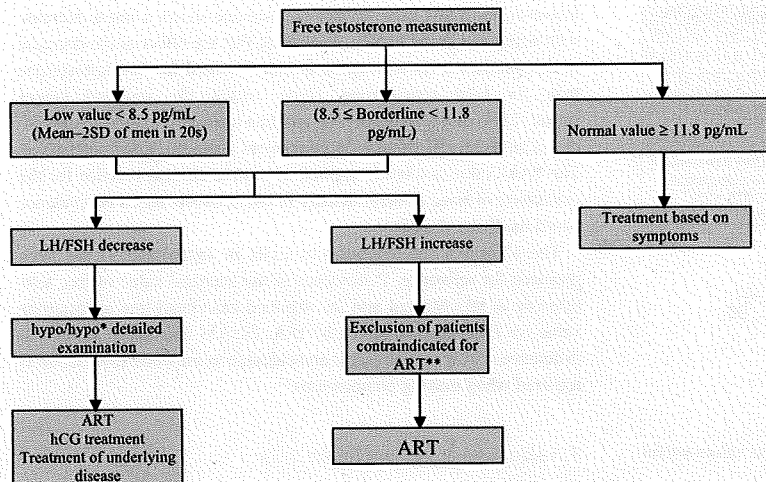 Free testosterone measurement
Low value < 8.5 pg/mL
(Mean–2SD of men in 20s)
(8.5 ≤ Borderline < 11.8
pg/mL)
Normal value ≥ 11.8 pg/mL
LH/FSH decrease
LH/FSH increase
Treatment based on
symptoms
hypo/hypo* detailed
examination
Exclusion of patients
contraindicated for
ART**
ART
hCG treatment
Treatment of underlying
disease
ART